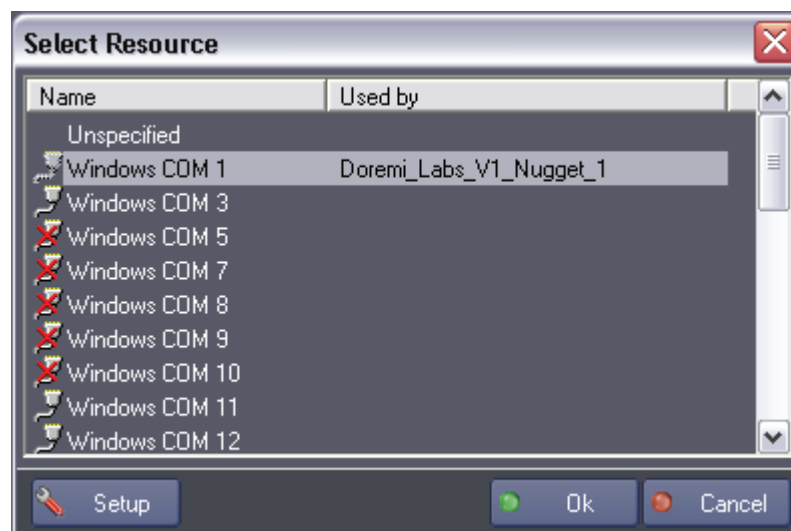 Select Resource
Name Used by
Unspecified
Windows COM 1 Doremi_Labs_V1_Nugget_1
Windows COM 3
Windows COM 5
Windows COM 7
Windows COM 8
Windows COM 9
Windows COM 10
Windows COM 11
Windows COM 12
Setup Ok Cancel